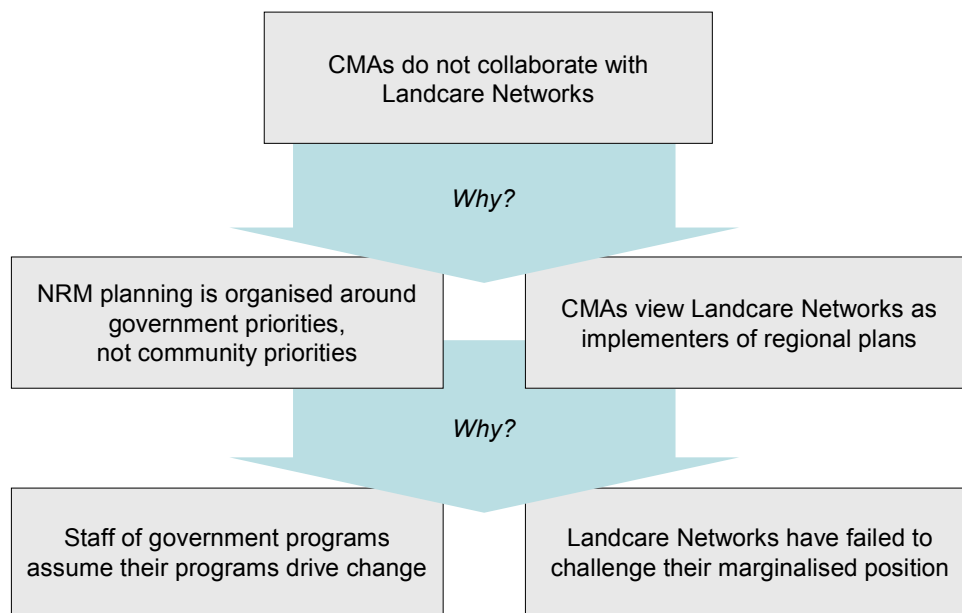 CMAs do not collaborate with
Landcare Networks
Why?
NRM planning is organised around
government priorities,
not community priorities
CMAs view Landcare Networks as
implementers of regional plans
Why?
Staff of government programs
assume their programs drive change
Landcare Networks have failed to
challenge their marginalised position